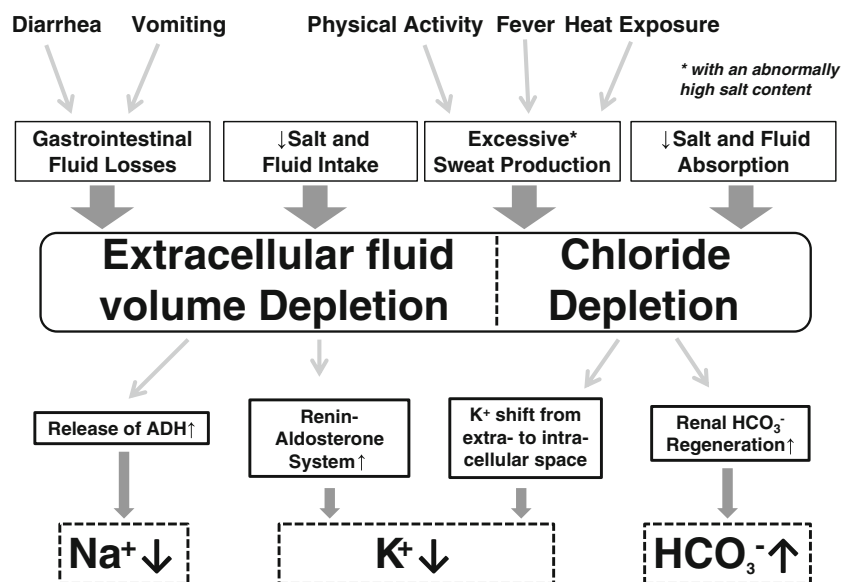 Diarrhea Vomiting Physical Activity Fever Heat Exposure
* with an abnormally
high salt content
Gastrointestinal
Fluid Losses
↓Salt and
Fluid Intake
Excessive*
Sweat Production
↓Salt and Fluid
Absorption
Extracellular fluid
volume Depletion
Chloride
Depletion
Release of ADH↑
Renin-
Aldosterone
System↑
K⁺ shift from
extra- to intra-
cellular space
Renal HCO₃⁻
Regeneration↑
Na⁺↓
K⁺↓
HCO₃⁻↑